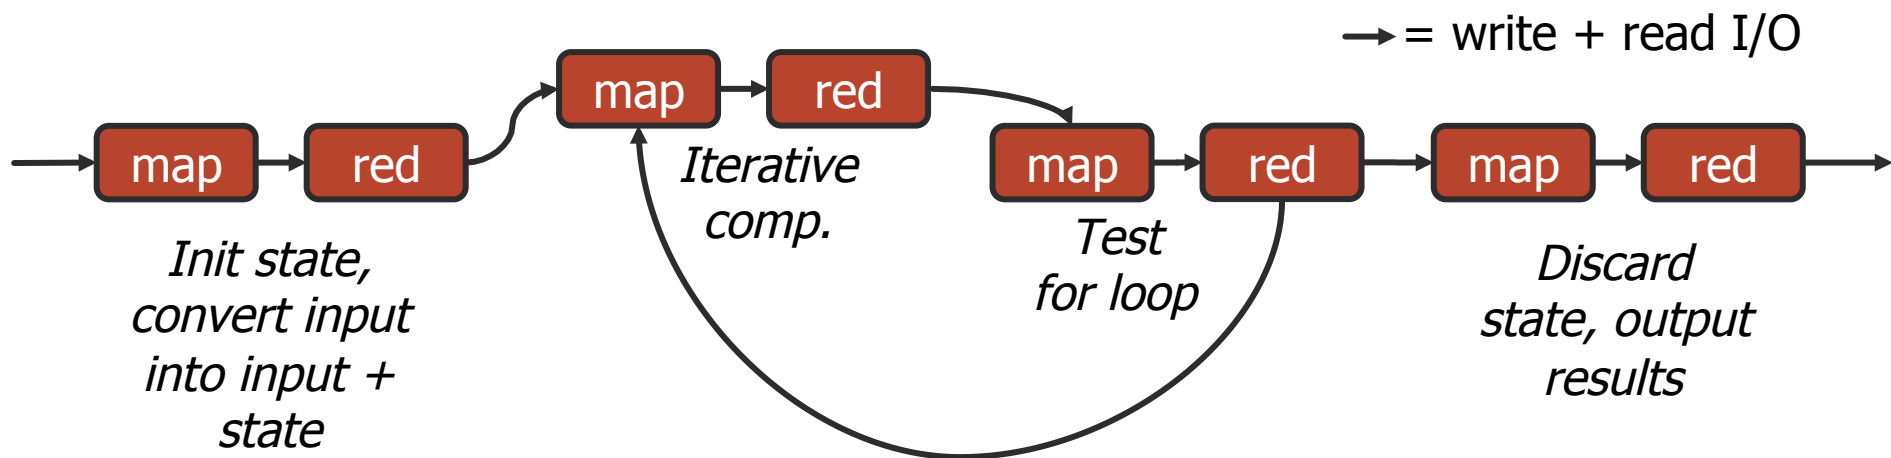 = write + read I/O
map
red
map
red
map
red
map
red
Init state,
convert input
into input +
state
Iterative
comp.
Test
for loop
Discard
state, output
results